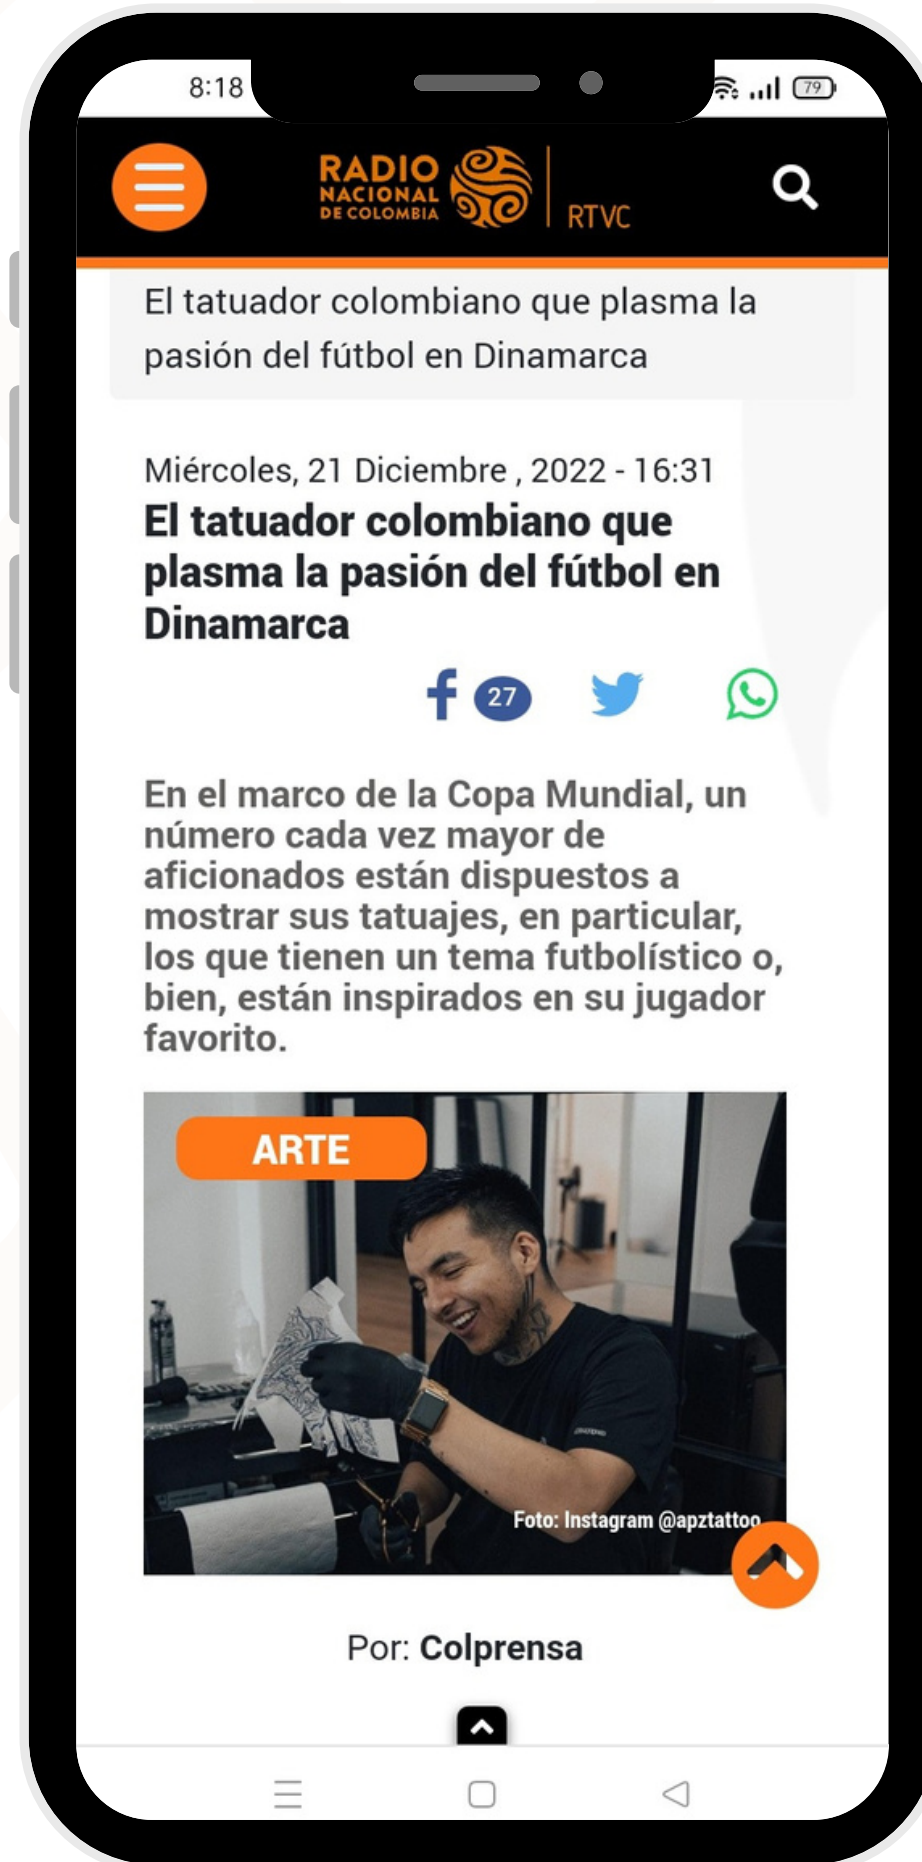 8:18
79
RADIO
NACIONAL
DE COLOMBIA
RTVC
El tatuador colombiano que plasma la
pasión del fútbol en Dinamarca
Miércoles, 21 Diciembre , 2022 - 16:31
El tatuador colombiano que
plasma la pasión del fútbol en
Dinamarca
27
En el marco de la Copa Mundial, un
número cada vez mayor de
aficionados están dispuestos a
mostrar sus tatuajes, en particular,
los que tienen un tema futbolístico o,
bien, están inspirados en su jugador
favorito.
ARTE
Foto: Instagram @apztattoo
Por: Colprensa